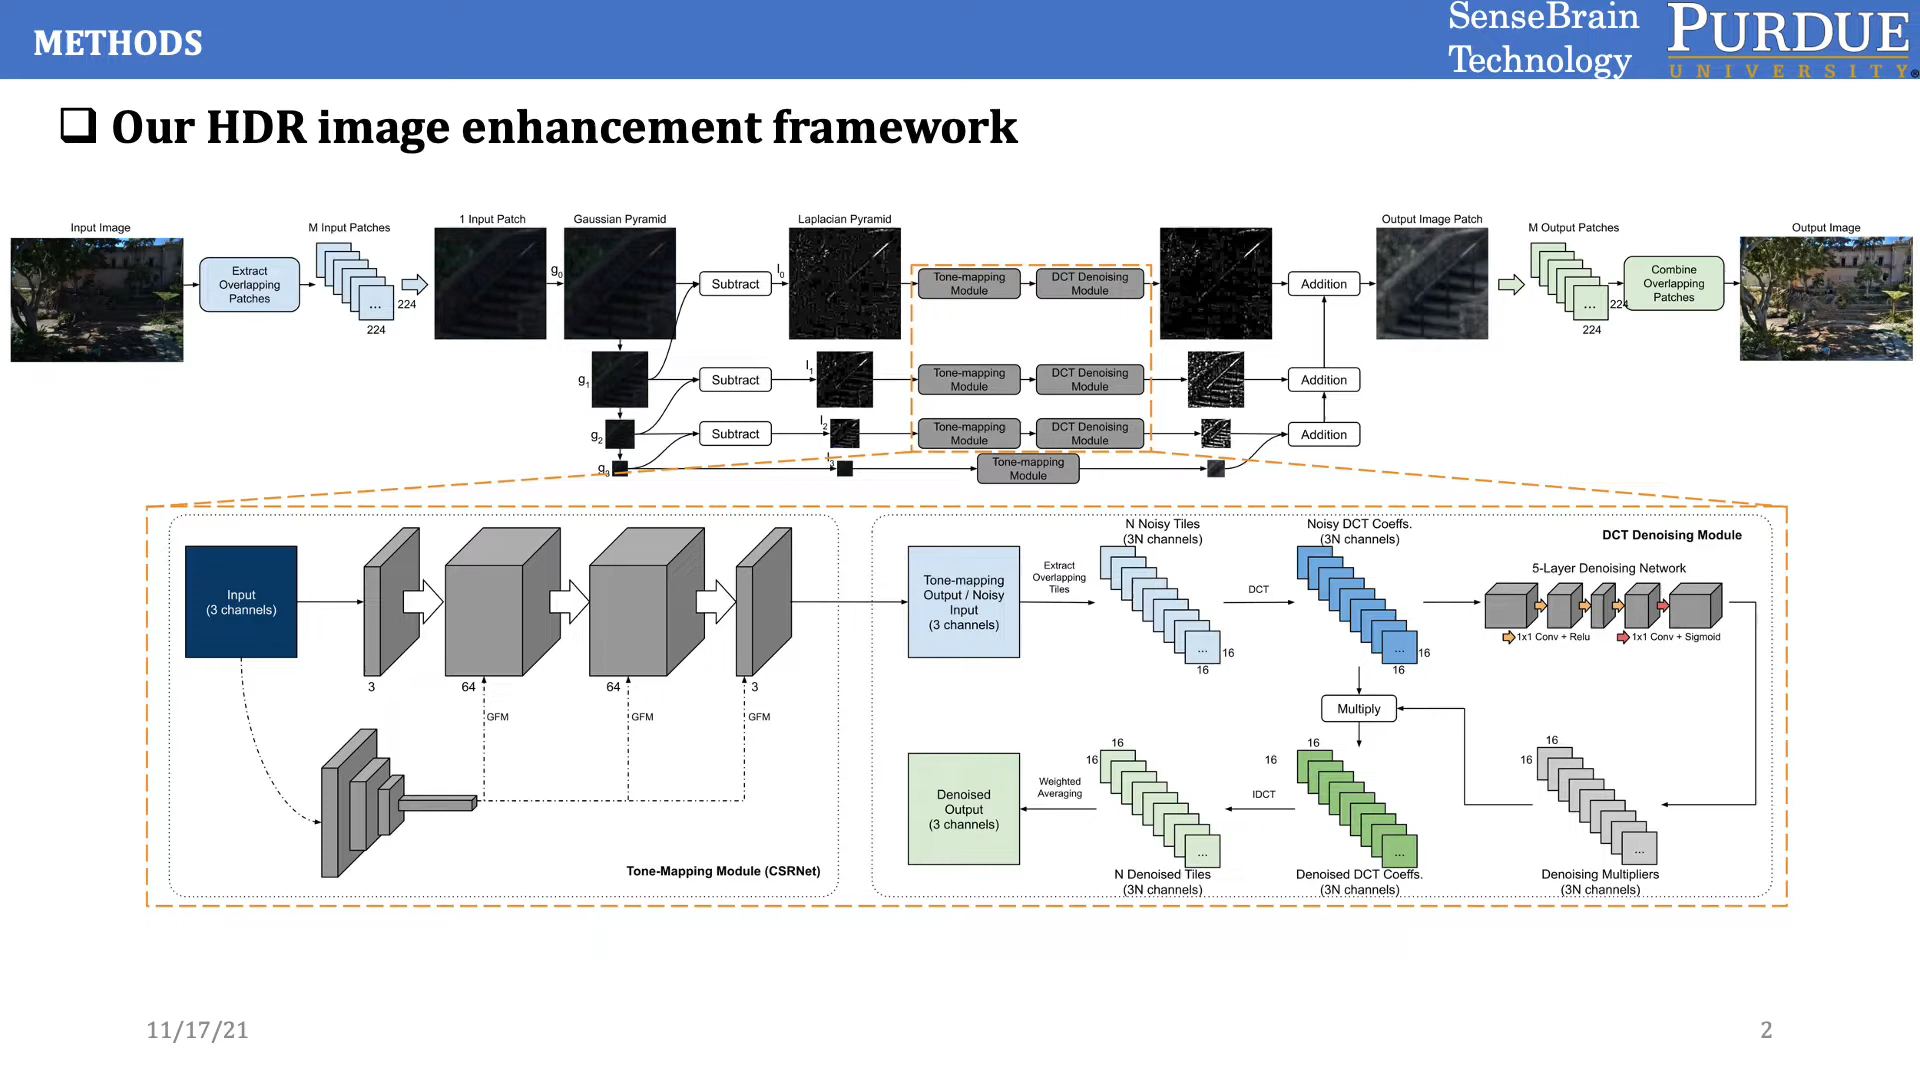 METHODS
SenseBrain
Technology
PURDUE
UNIVERSITY®
❑ Our HDR image enhancement framework
Input Image
Extract
Overlapping
Patches
M Input Patches
...
224
224
1 Input Patch
Gaussian Pyramid
g0
g1
g2
g3
Subtract
Subtract
Subtract
Laplacian Pyramid
l0
l1
l2
l3
Tone-mapping
Module
DCT Denoising
Module
Tone-mapping
Module
DCT Denoising
Module
Tone-mapping
Module
DCT Denoising
Module
Tone-mapping
Module
Addition
Addition
Addition
Output Image Patch
M Output Patches
...
224
224
Combine
Overlapping
Patches
Output Image
Input
(3 channels)
3
64
64
3
GFM
GFM
GFM
Tone-Mapping Module (CSRNet)
DCT Denoising Module
Tone-mapping
Output / Noisy
Input
(3 channels)
Extract
Overlapping
Tiles
N Noisy Tiles
(3N channels)
...
16
16
DCT
Noisy DCT Coeffs.
(3N channels)
...
16
16
5-Layer Denoising Network
1x1 Conv + Relu
1x1 Conv + Sigmoid
Multiply
16
16
...
Denoising Multipliers
(3N channels)
16
16
...
Denoised DCT Coeffs.
(3N channels)
IDCT
16
16
...
N Denoised Tiles
(3N channels)
Weighted
Averaging
Denoised
Output
(3 channels)
11/17/21
2